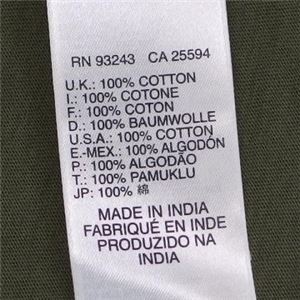 RN 93243 CA 25594
U.K.: 100% COTTON
I.: 100% COTONE
F.: 100% COTON
D.: 100% BAUMWOLLE
U.S.A.: 100% COTTON
E.-MEX.: 100% ALGODÓN
P.: 100% ALGODÃO
T.: 100% PAMUKLU
JP: 100% 綿
MADE IN INDIA
FABRIQUÉ EN INDE
PRODUZIDO NA
INDIA